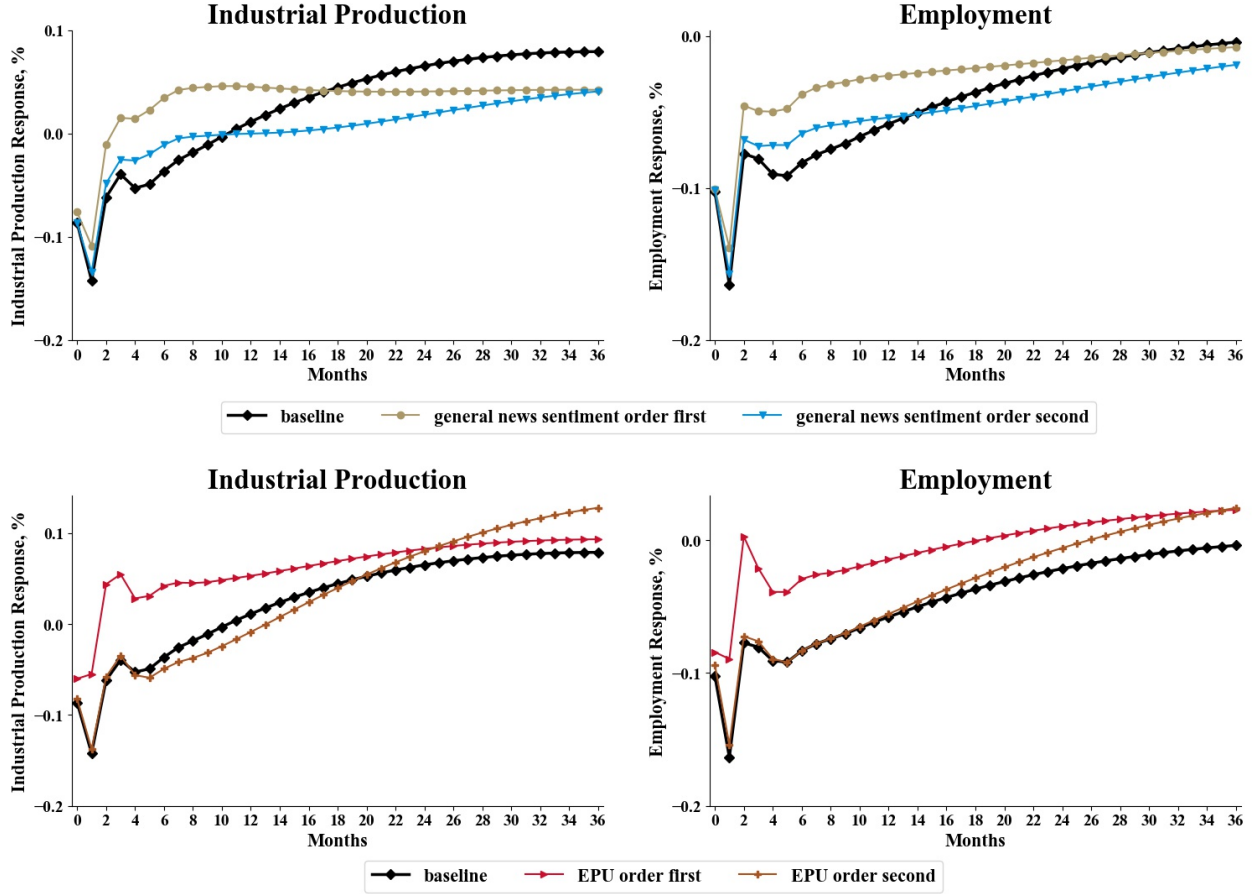 Industrial Production
Employment
Industrial Production Response, %
0.1
0.0
−0.1
−0.2
0 2 4 6 8 10 12 14 16 18 20 22 24 26 28 30 32 34 36
Months
Employment Response, %
0.0
−0.1
−0.2
0 2 4 6 8 10 12 14 16 18 20 22 24 26 28 30 32 34 36
Months
baseline general news sentiment order first general news sentiment order second
Industrial Production
Employment
Industrial Production Response, %
0.1
0.0
−0.1
−0.2
0 2 4 6 8 10 12 14 16 18 20 22 24 26 28 30 32 34 36
Months
Employment Response, %
0.0
−0.1
−0.2
0 2 4 6 8 10 12 14 16 18 20 22 24 26 28 30 32 34 36
Months
baseline EPU order first EPU order second